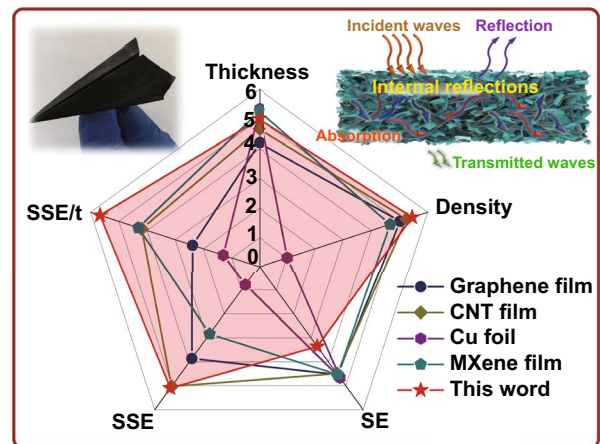 Incident waves
Reflection
Internal reflections
Absorption
Transmitted waves
Thickness
6
5
4
3
2
1
0
Density
SE
SSE
SSE/t
Graphene film
CNT film
Cu foil
MXene film
This word